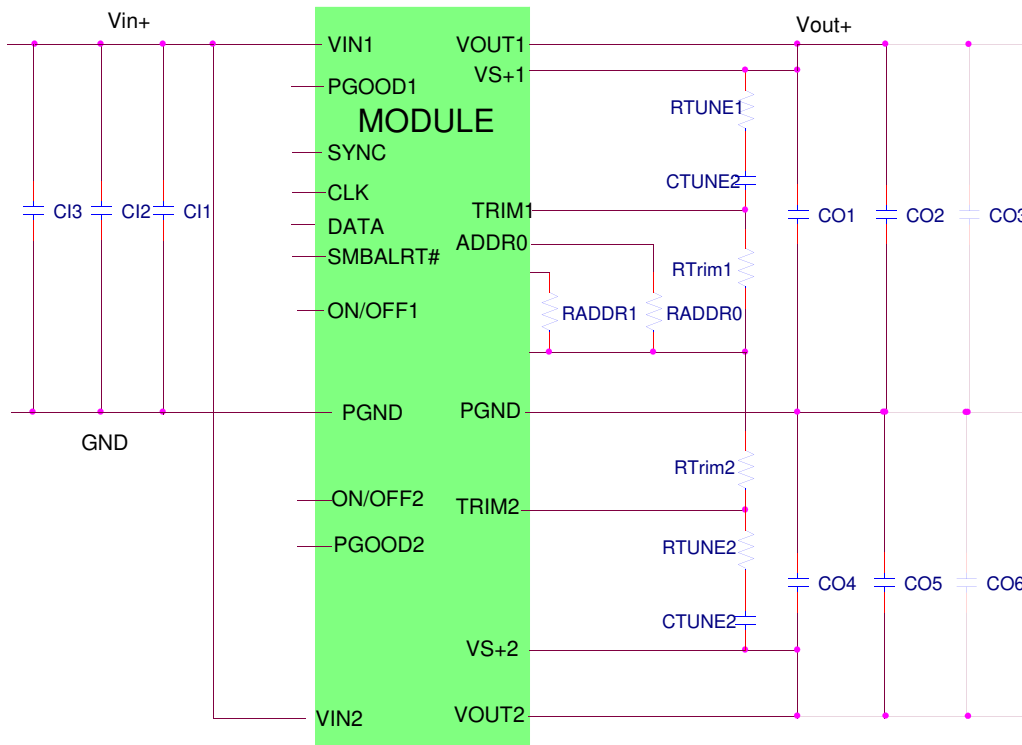 Vin+
Vout+
VIN1
VOUT1
VS+1
PGOOD1
RTUNE1
MODULE
SYNC
CTUNE2
CLK
TRIM1
CI3
CI2
CI1
CO1
CO2
CO3
DATA
ADDR0
SMBALRT#
RTrim1
ON/OFF1
RADDR1
RADDR0
PGND
PGND
GND
RTrim2
ON/OFF2
TRIM2
PGOOD2
RTUNE2
CO4
CO5
CO6
CTUNE2
VS+2
VIN2
VOUT2